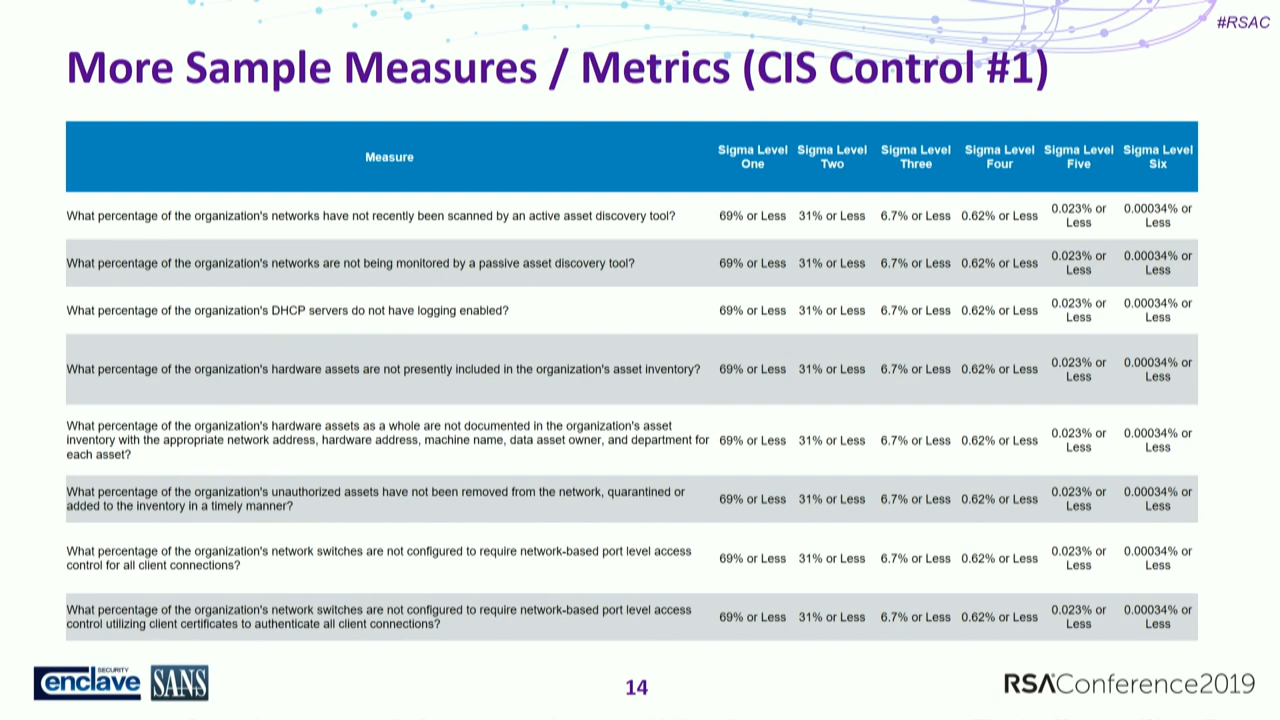 #RSAC
More Sample Measures / Metrics (CIS Control #1)
Measure
Sigma Level One
Sigma Level Two
Sigma Level Three
Sigma Level Four
Sigma Level Five
Sigma Level Six
What percentage of the organization's networks have not recently been scanned by an active asset discovery tool?
69% or Less
31% or Less
6.7% or Less
0.62% or Less
0.023% or Less
0.00034% or Less
What percentage of the organization's networks are not being monitored by a passive asset discovery tool?
69% or Less
31% or Less
6.7% or Less
0.62% or Less
0.023% or Less
0.00034% or Less
What percentage of the organization's DHCP servers do not have logging enabled?
69% or Less
31% or Less
6.7% or Less
0.62% or Less
0.023% or Less
0.00034% or Less
What percentage of the organization's hardware assets are not presently included in the organization's asset inventory?
69% or Less
31% or Less
6.7% or Less
0.62% or Less
0.023% or Less
0.00034% or Less
What percentage of the organization's hardware assets as a whole are not documented in the organization's asset
inventory with the appropriate network address, hardware address, machine name, data asset owner, and department for
each asset?
69% or Less
31% or Less
6.7% or Less
0.62% or Less
0.023% or Less
0.00034% or Less
What percentage of the organization's unauthorized assets have not been removed from the network, quarantined or
added to the inventory in a timely manner?
69% or Less
31% or Less
6.7% or Less
0.62% or Less
0.023% or Less
0.00034% or Less
What percentage of the organization's network switches are not configured to require network-based port level access
control for all client connections?
69% or Less
31% or Less
6.7% or Less
0.62% or Less
0.023% or Less
0.00034% or Less
What percentage of the organization's network switches are not configured to require network-based port level access
control utilizing client certificates to authenticate all client connections?
69% or Less
31% or Less
6.7% or Less
0.62% or Less
0.023% or Less
0.00034% or Less
SECURITY
enclave
SANS
14
RSAConference2019